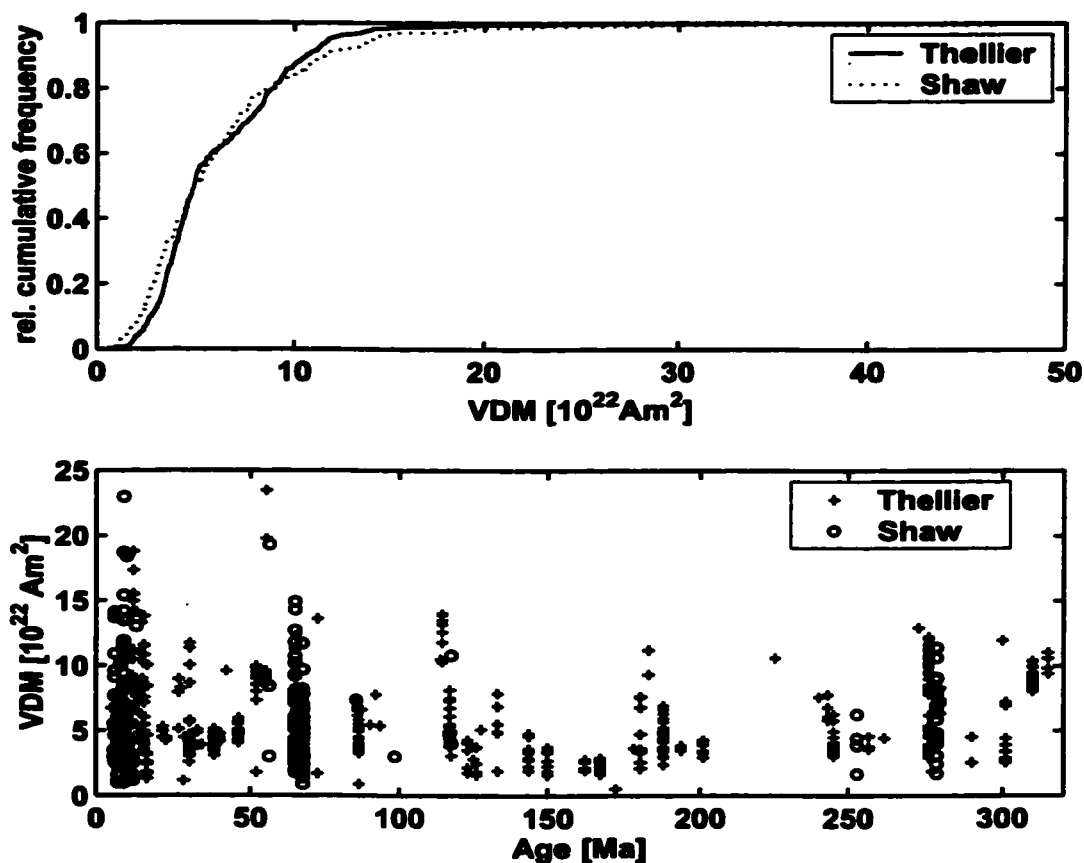 rel. cumulative frequency
1
0.8
0.6
0.4
0.2
0
Thellier
Shaw
0 10 20 30 40 50
VDM [10²²Am²]
VDM [10²² Am²]
25
20
15
10
5
0
Thellier
Shaw
0 50 100 150 200 250 300
Age [Ma]